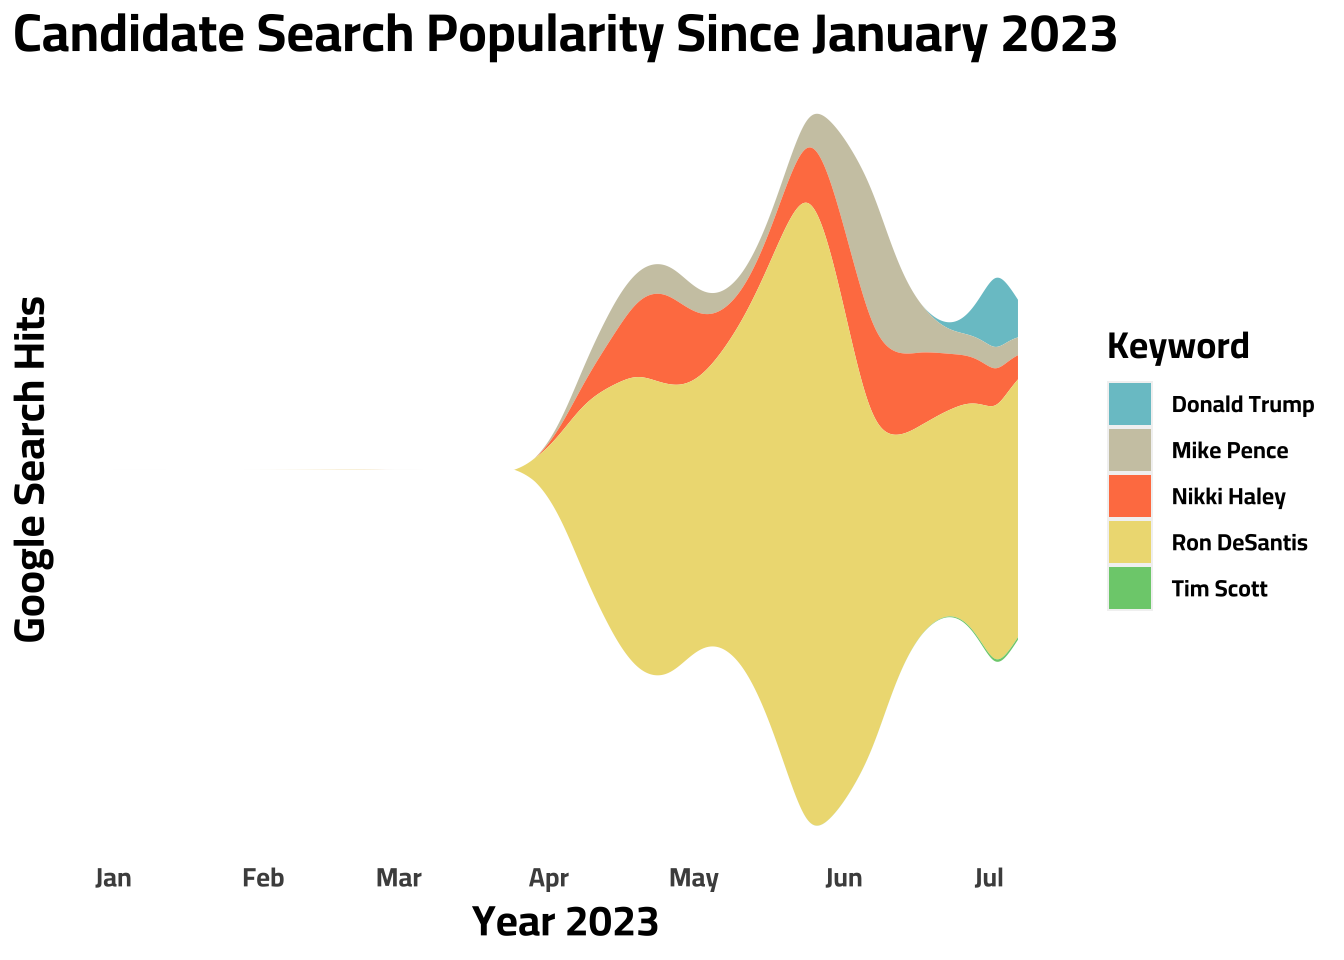 Candidate Search Popularity Since January 2023
Google Search Hits
Keyword
Donald Trump
Mike Pence
Nikki Haley
Ron DeSantis
Tim Scott
Jan Feb Mar Apr May Jun Jul
Year 2023